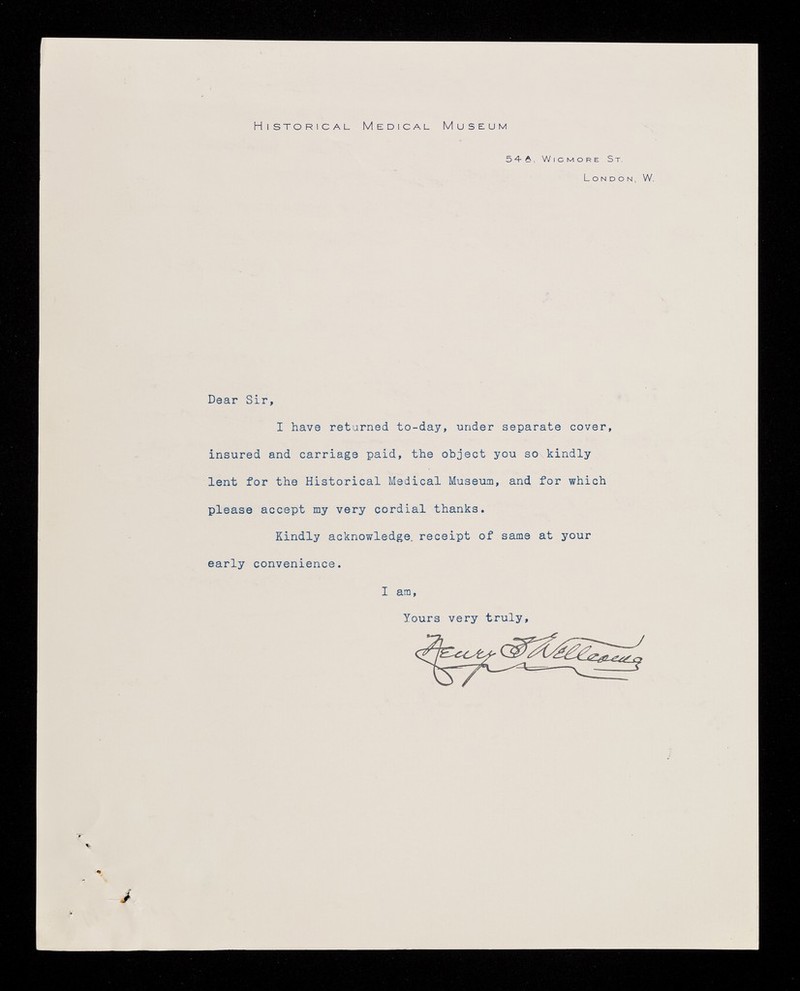 HISTORICAL MEDICAL MUSEUM
54A, WIGMORE ST.
LONDON, W.
Dear Sir,
I have returned to-day, under separate cover,
insured and carriage paid, the object you so kindly
lent for the Historical Medical Museum, and for which
please accept my very cordial thanks.
Kindly acknowledge. receipt of same at your
early convenience.
I am,
Yours very truly,
Henry S Wellcome